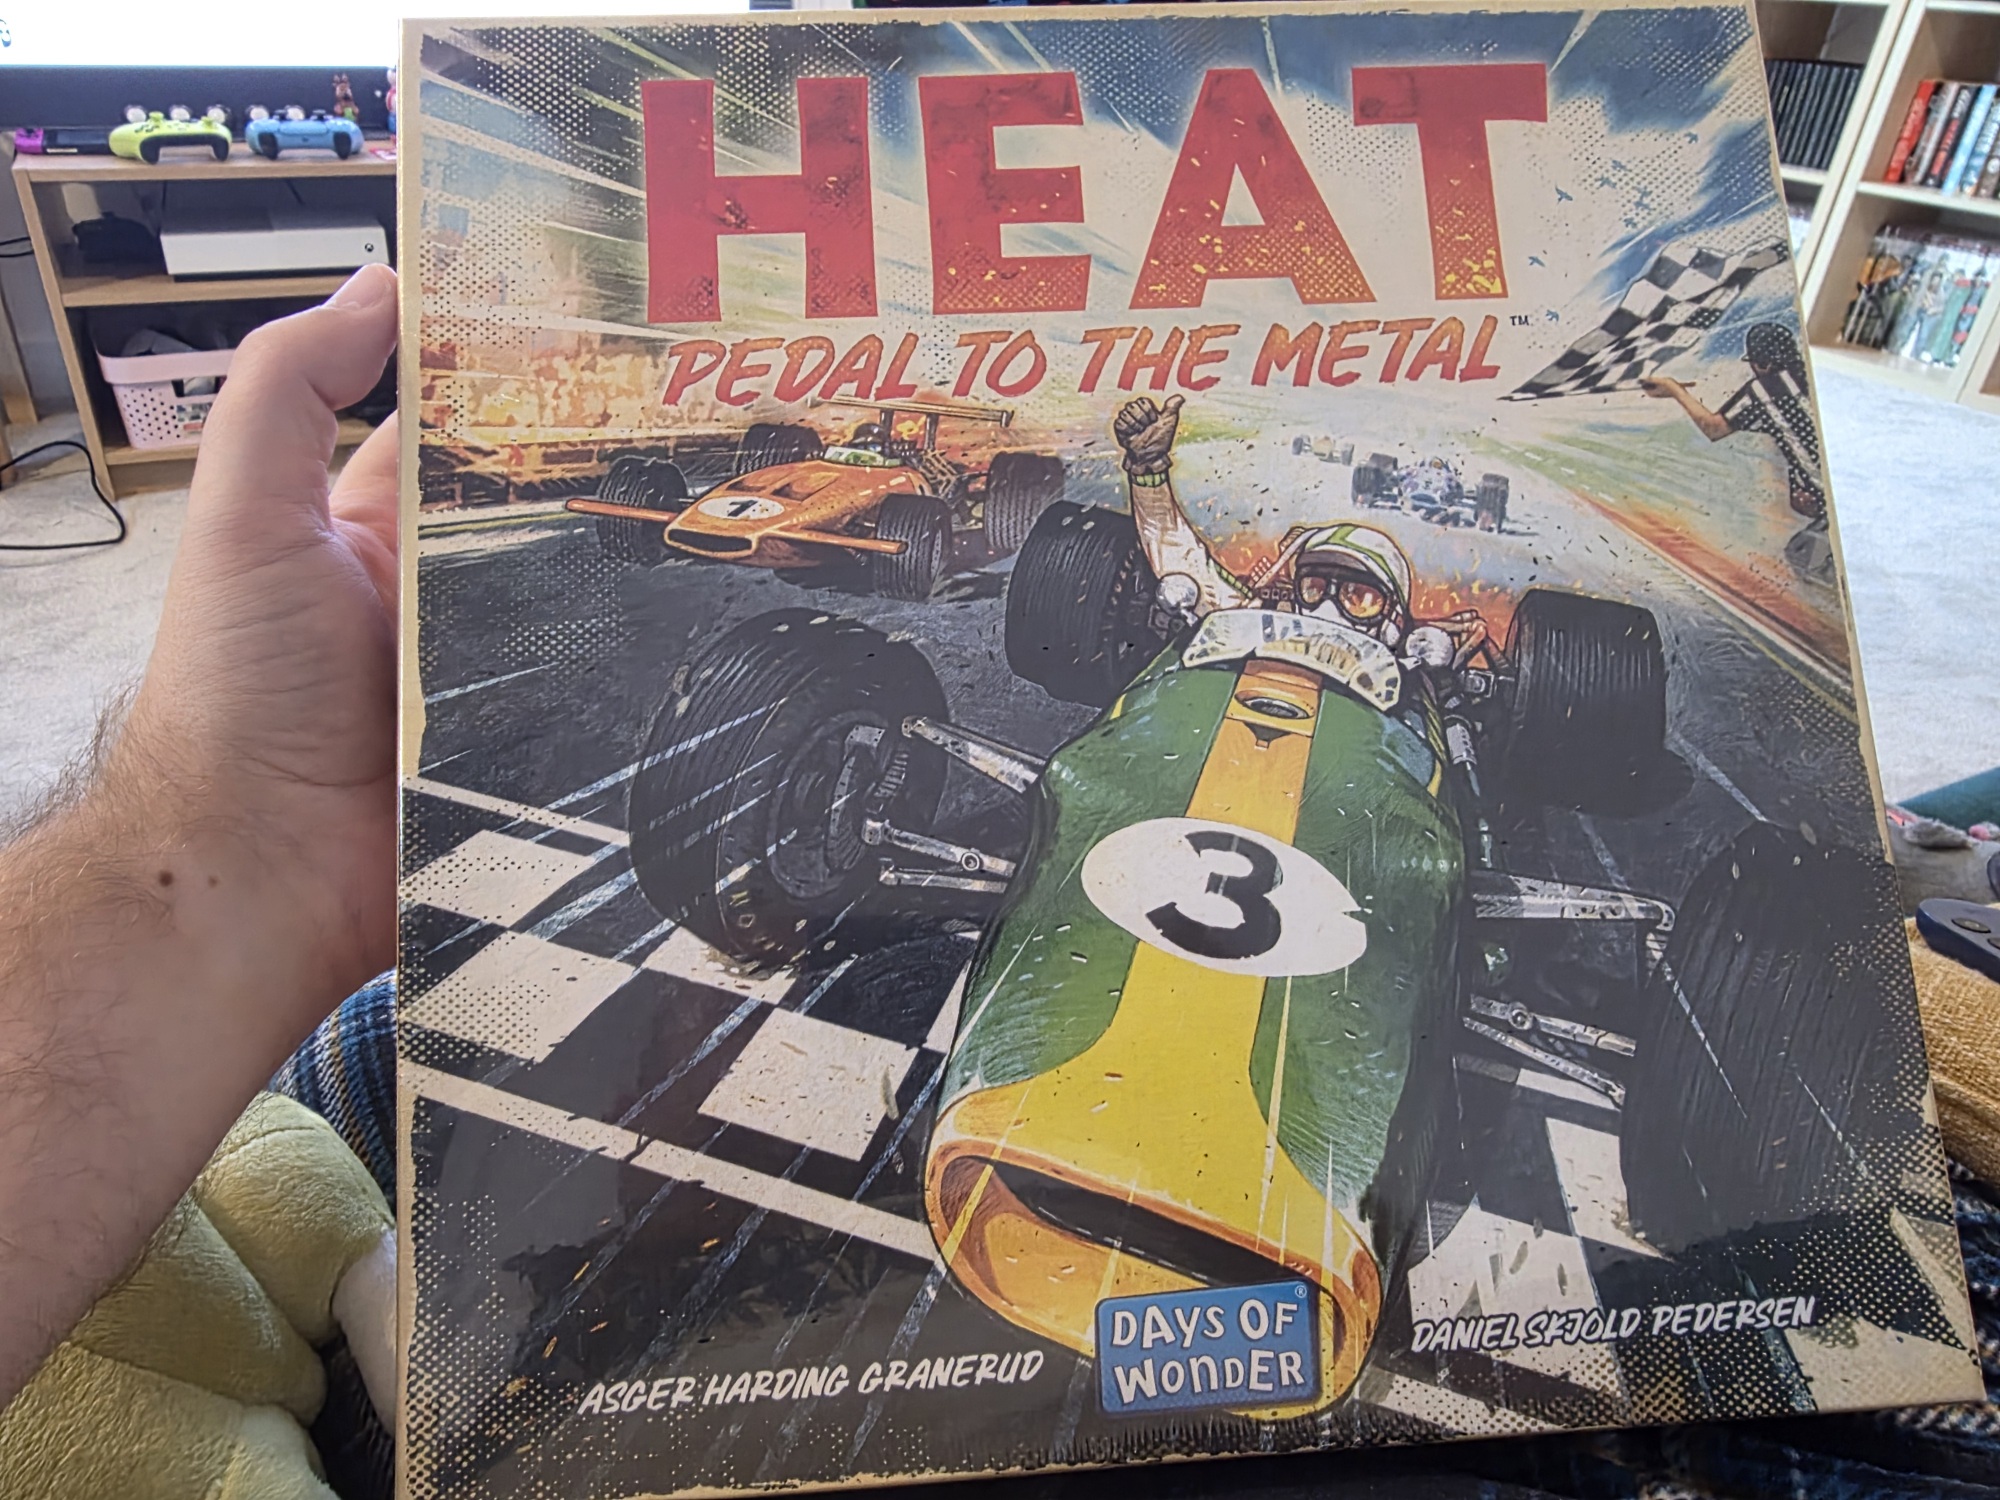 HEAT
PEDAL TO THE METAL™
1
3
DAYS OF
WONDER®
ASGER HARDING GRANERUD
DANIEL SKJOLD PEDERSEN